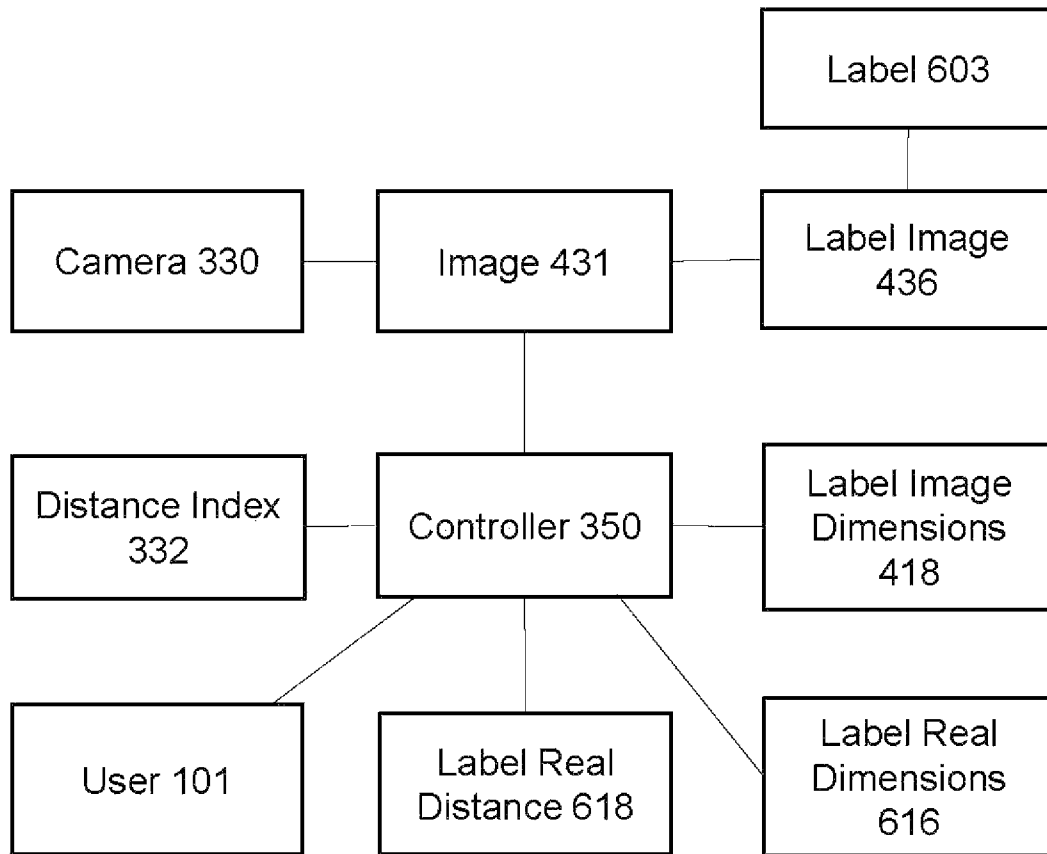 Label 603
Camera 330
Image 431
Label Image
436
Distance Index
332
Controller 350
Label Image
Dimensions
418
User 101
Label Real
Distance 618
Label Real
Dimensions
616